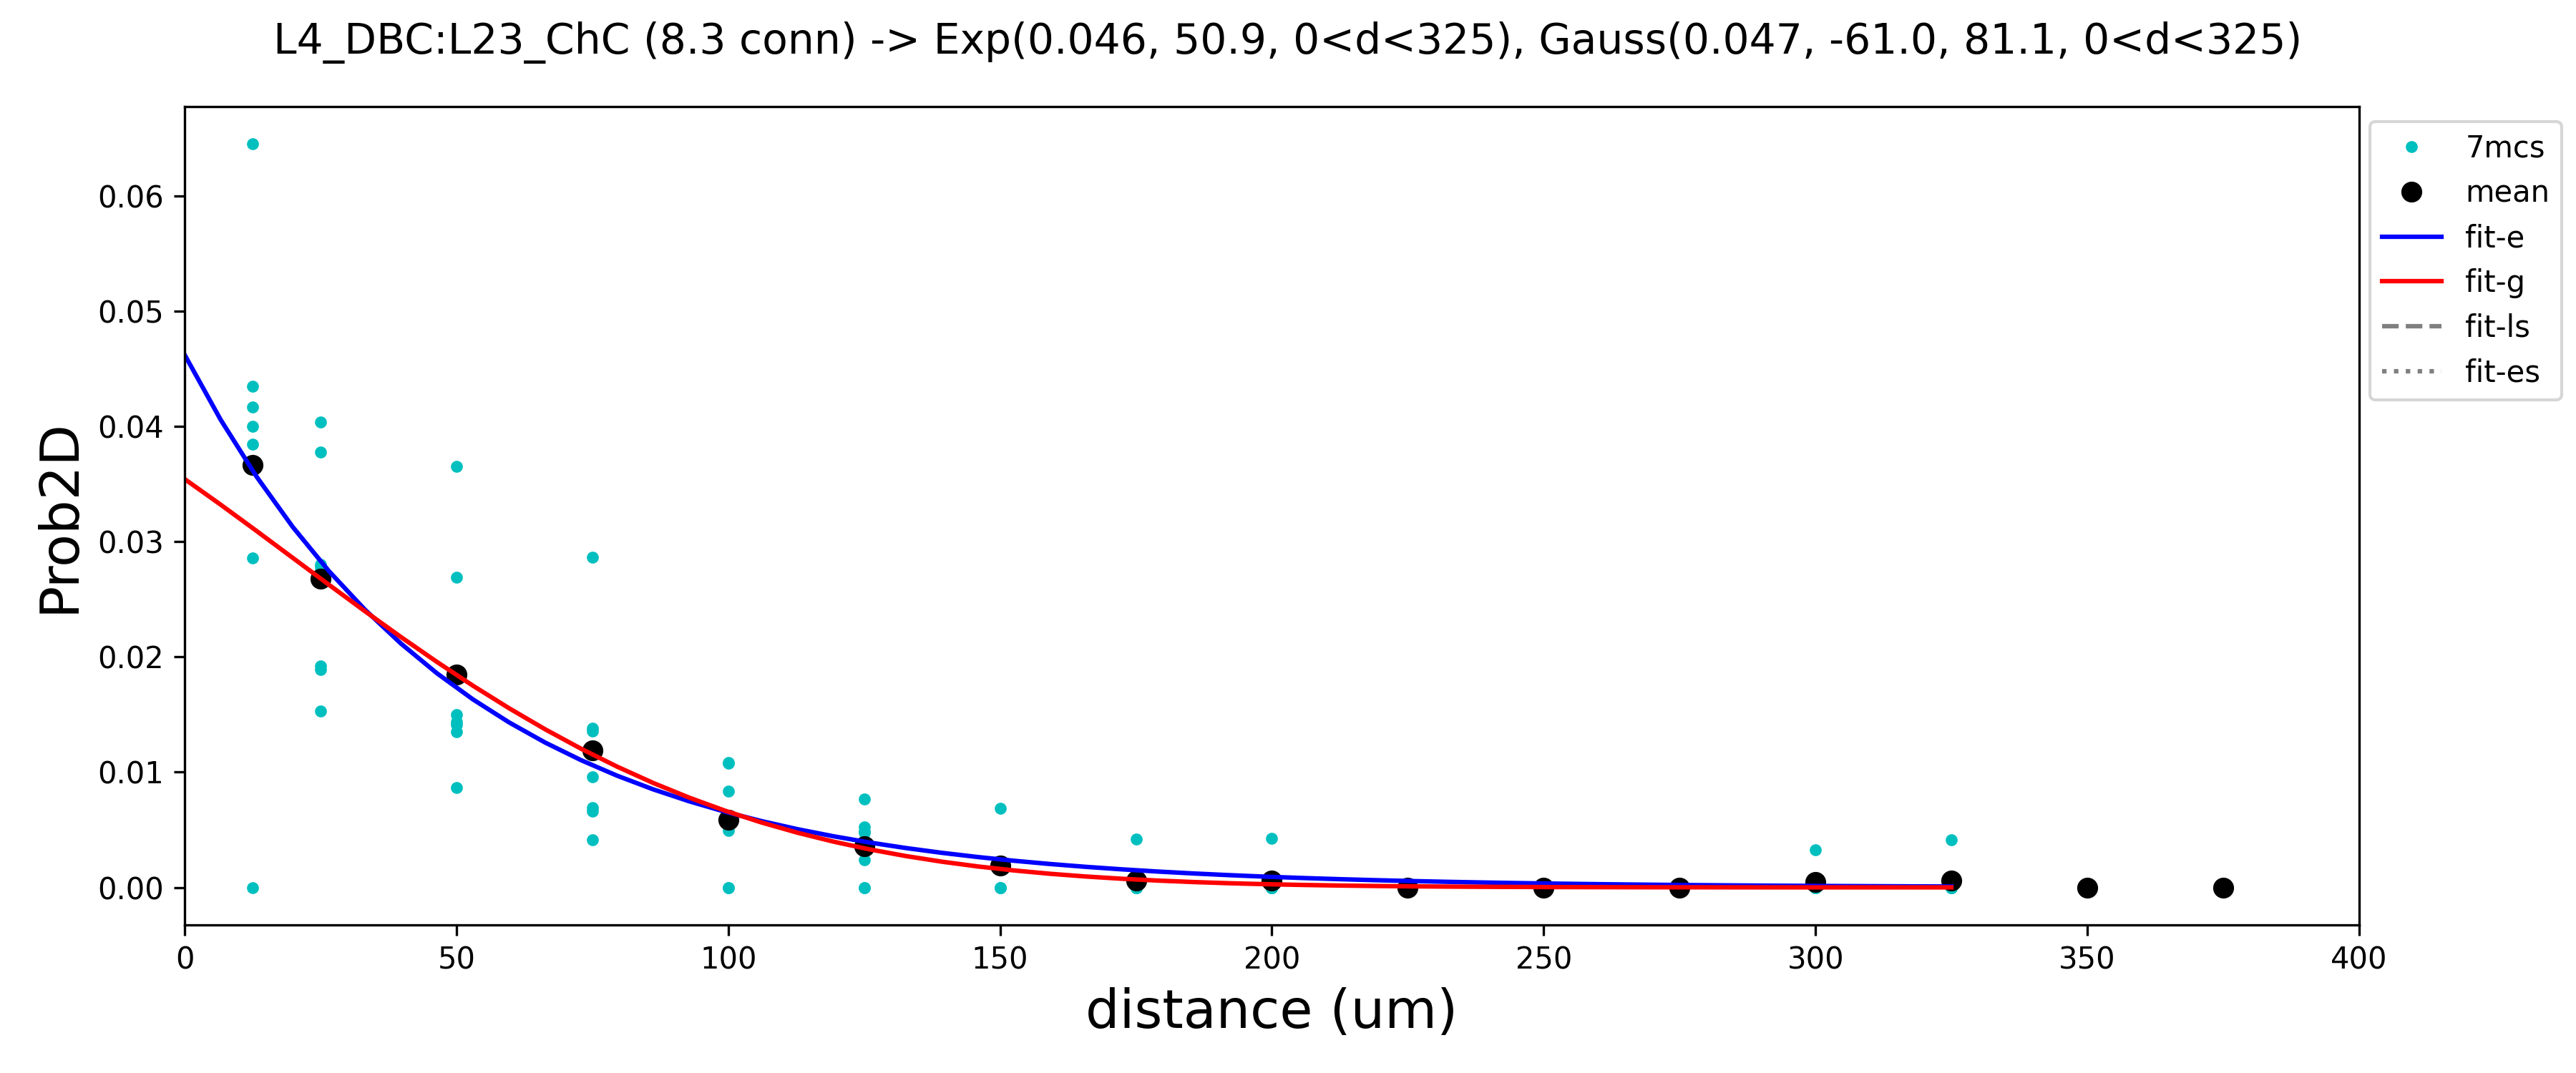 L4_DBC:L23_ChC (8.3 conn) -> Exp(0.046, 50.9, 0<d<325), Gauss(0.047, -61.0, 81.1, 0<d<325)
7mcs
mean
fit-e
fit-g
fit-ls
fit-es
Prob2D
0.06
0.05
0.04
0.03
0.02
0.01
0.00
0 50 100 150 200 250 300 350 400
distance (um)